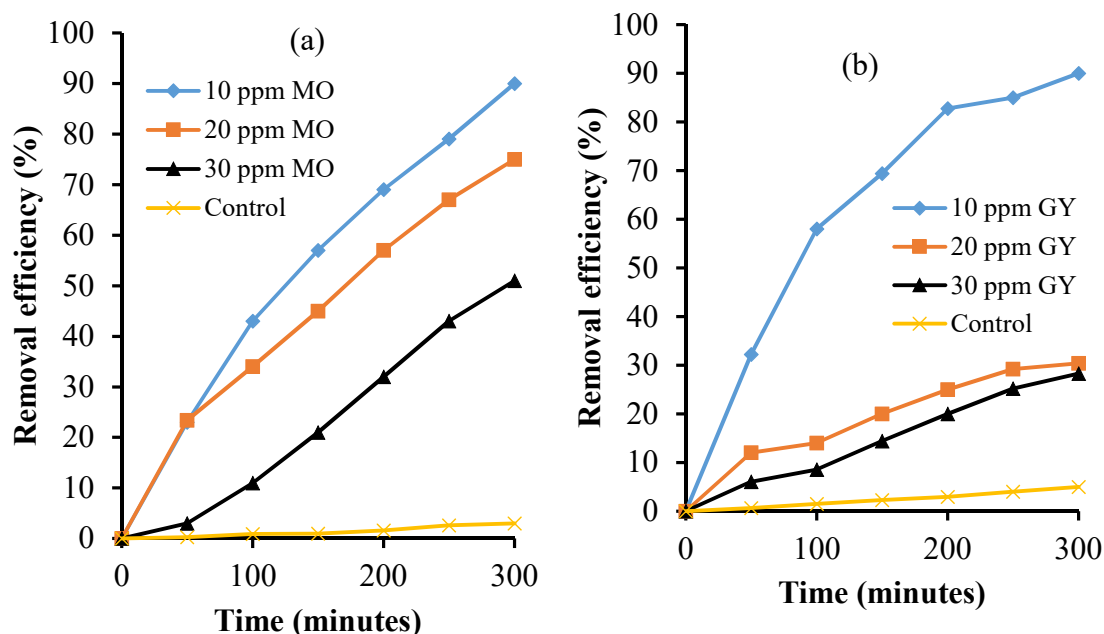 (a)
Removal efficiency (%)
100
90
80
70
60
50
40
30
20
10
0
10 ppm MO
20 ppm MO
30 ppm MO
Control
0 100 200 300
Time (minutes)
(b)
Removal efficiency (%)
100
90
80
70
60
50
40
30
20
10
0
10 ppm GY
20 ppm GY
30 ppm GY
Control
0 100 200 300
Time (minutes)